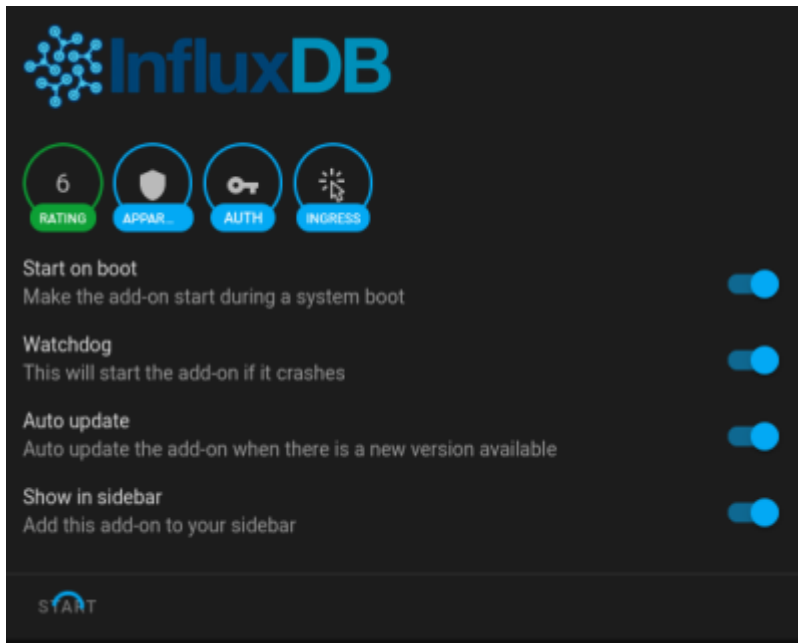 InfluxDB
6
RATING APPAR... AUTH INGRESS
Start on boot
Make the add-on start during a system boot
Watchdog
This will start the add-on if it crashes
Auto update
Auto update the add-on when there is a new version available
Show in sidebar
Add this add-on to your sidebar
START